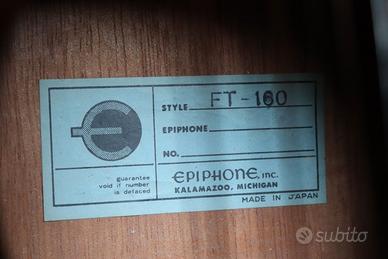 STYLE FT-160
EPIPHONE
NO.
guarantee
void if number
is defaced
EPIPHONE, INC.
KALAMAZOO, MICHIGAN
MADE IN JAPAN
subito